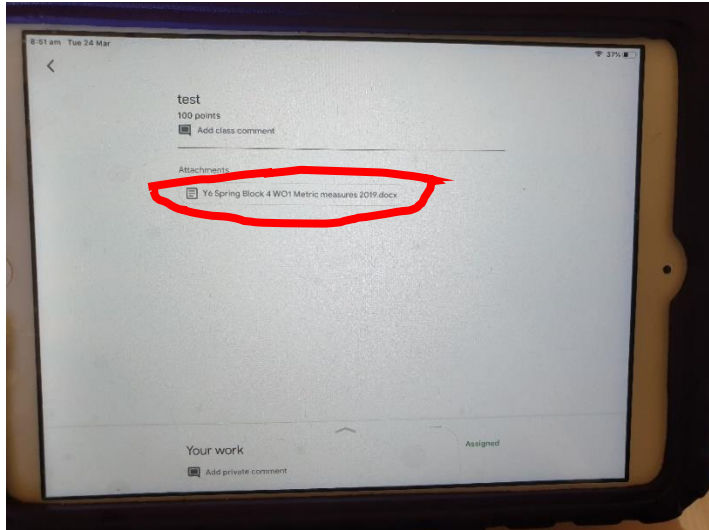 8:51 am Tue 24 Mar
37%
test
100 points
Add class comment
Attachments
Y6 Spring Block 4 WO1 Metric measures 2019.docx
Your work
Assigned
Add private comment